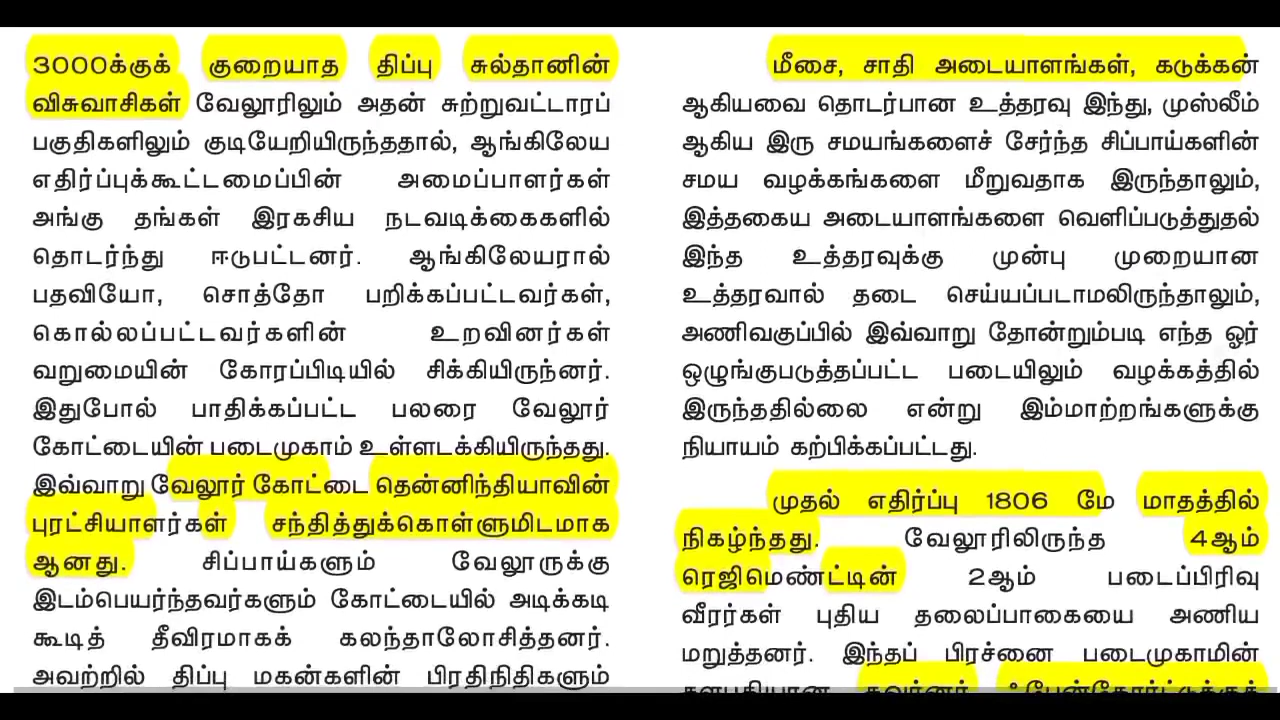 3000க்குக் குறையாத திப்பு சுல்தானின்
விசுவாசிகள் வேலூரிலும் அதன் சுற்றுவட்டாரப்
பகுதிகளிலும் குடியேறியிருந்ததால், ஆங்கிலேய
எதிர்ப்புக்கூட்டமைப்பின் அமைப்பாளர்கள்
அங்கு தங்கள் இரகசிய நடவடிக்கைகளில்
தொடர்ந்து ஈடுபட்டனர். ஆங்கிலேயரால்
பதவியோ, சொத்தோ பறிக்கப்பட்டவர்கள்,
கொல்லப்பட்டவர்களின் உறவினர்கள்
வறுமையின் கோரப்பிடியில் சிக்கியிருந்னர்.
இதுபோல் பாதிக்கப்பட்ட பலரை வேலூர்
கோட்டையின் படைமுகாம் உள்ளடக்கியிருந்தது.
இவ்வாறு வேலூர் கோட்டை தென்னிந்தியாவின்
புரட்சியாளர்கள் சந்தித்துக்கொள்ளுமிடமாக
ஆனது. சிப்பாய்களும் வேலூருக்கு
இடம்பெயர்ந்தவர்களும் கோட்டையில் அடிக்கடி
கூடித் தீவிரமாகக் கலந்தாலோசித்தனர்.
அவற்றில் திப்பு மகன்களின் பிரதிநிதிகளும்
மீசை, சாதி அடையாளங்கள், கடுக்கன்
ஆகியவை தொடர்பான உத்தரவு இந்து, முஸ்லீம்
ஆகிய இரு சமயங்களைச் சேர்ந்த சிப்பாய்களின்
சமய வழக்கங்களை மீறுவதாக இருந்தாலும்,
இத்தகைய அடையாளங்களை வெளிப்படுத்துதல்
இந்த உத்தரவுக்கு முன்பு முறையான
உத்தரவால் தடை செய்யப்படாமலிருந்தாலும்,
அணிவகுப்பில் இவ்வாறு தோன்றும்படி எந்த ஓர்
ஒழுங்குபடுத்தப்பட்ட படையிலும் வழக்கத்தில்
இருந்ததில்லை என்று இம்மாற்றங்களுக்கு
நியாயம் கற்பிக்கப்பட்டது.
முதல் எதிர்ப்பு 1806 மே மாதத்தில்
நிகழ்ந்தது. வேலூரிலிருந்த 4ஆம்
ரெஜிமெண்ட்டின் 2ஆம் படைப்பிரிவு
வீரர்கள் புதிய தலைப்பாகையை அணிய
மறுத்தனர். இந்தப் பிரச்னை படைமுகாமின்